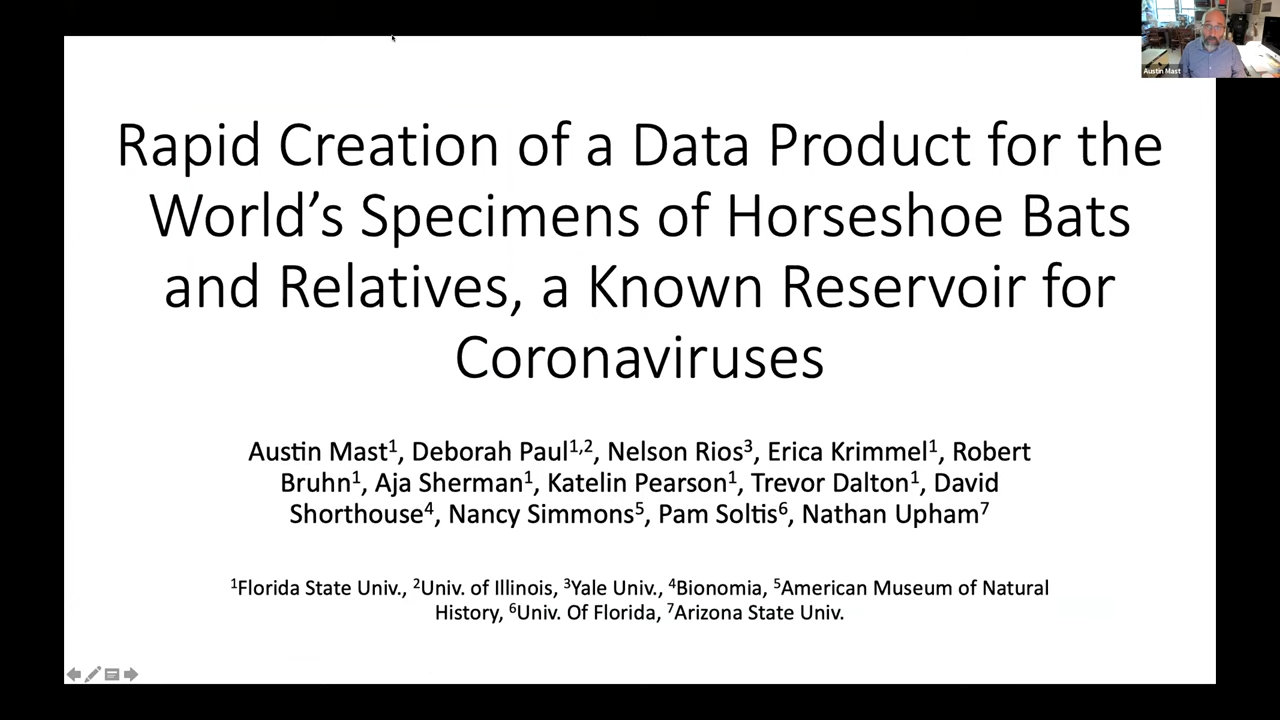 Austin Mast
Rapid Creation of a Data Product for the
World’s Specimens of Horseshoe Bats
and Relatives, a Known Reservoir for
Coronaviruses
Austin Mast¹, Deborah Paul¹,², Nelson Rios³, Erica Krimmel¹, Robert
Bruhn¹, Aja Sherman¹, Katelin Pearson¹, Trevor Dalton¹, David
Shorthouse⁴, Nancy Simmons⁵, Pam Soltis⁶, Nathan Upham⁷
¹Florida State Univ., ²Univ. of Illinois, ³Yale Univ., ⁴Bionomia, ⁵American Museum of Natural
History, ⁶Univ. Of Florida, ⁷Arizona State Univ.